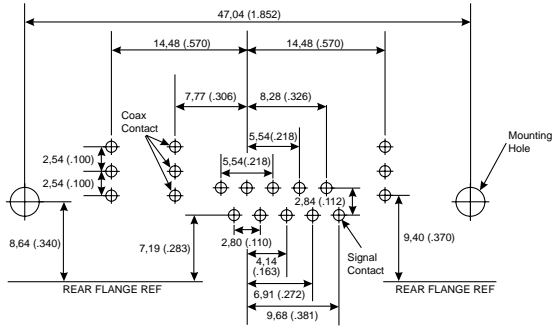 47,04 (1.852)
14,48 (.570)
14,48 (.570)
7,77 (.306)
8,28 (.326)
Coax
Contact
5,54(.218)
Mounting
Hole
2,54 (.100)
5,54(.218)
2,54 (.100)
2,84 (.112)
8,64 (.340)
7,19 (.283)
9,40 (.370)
2,80 (.110)
Signal
Contact
4,14
(.163)
REAR FLANGE REF
6,91 (.272)
REAR FLANGE REF
9,68 (.381)